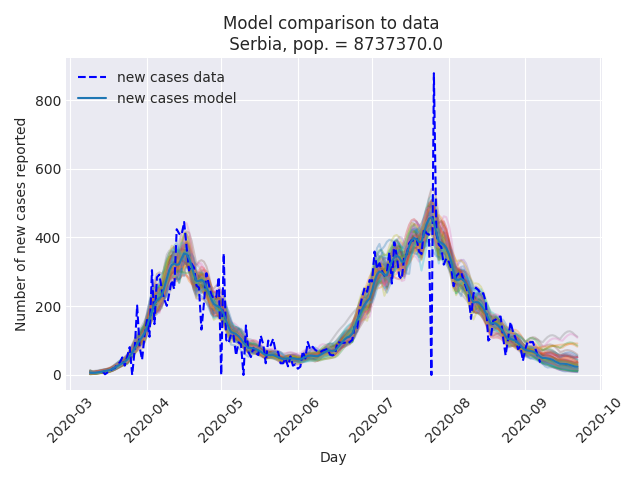 Model comparison to data
Serbia, pop. = 8737370.0
new cases data
new cases model
Number of new cases reported
800
600
400
200
0
2020-03
2020-04
2020-05
2020-06
2020-07
2020-08
2020-09
2020-10
Day